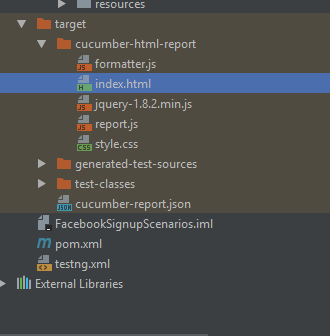 resources
target
cucumber-html-report
formatter.js
index.html
jquery-1.8.2.min.js
report.js
style.css
generated-test-sources
test-classes
cucumber-report.json
FacebookSignupScenarios.iml
pom.xml
testng.xml
External Libraries